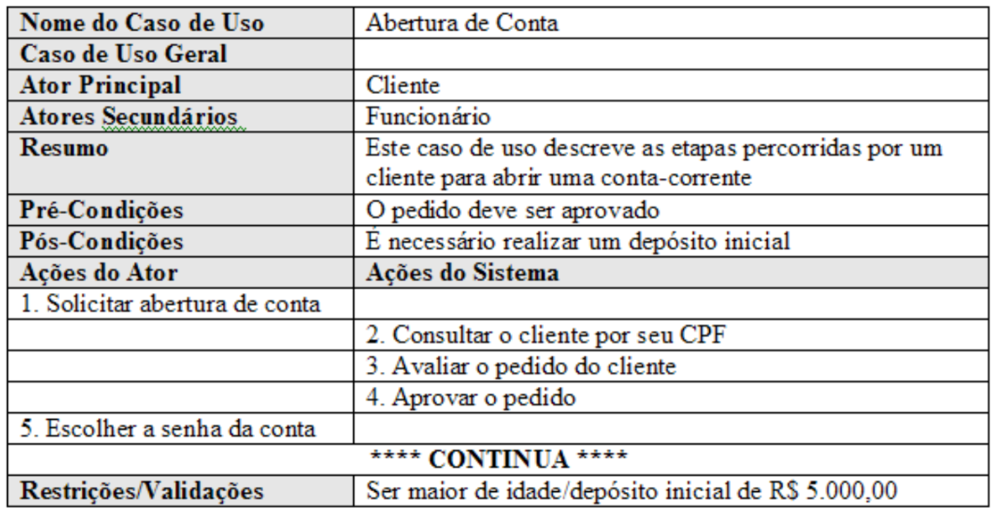 Nome do Caso de Uso Abertura de Conta
Caso de Uso Geral
Ator Principal Cliente
Atores Secundários Funcionário
Resumo Este caso de uso descreve as etapas percorridas por um
cliente para abrir uma conta-corrente
Pré-Condições O pedido deve ser aprovado
Pós-Condições É necessário realizar um depósito inicial
Ações do Ator Ações do Sistema
1. Solicitar abertura de conta
2. Consultar o cliente por seu CPF
3. Avaliar o pedido do cliente
4. Aprovar o pedido
5. Escolher a senha da conta
**** CONTINUA ****
Restrições/Validações Ser maior de idade/depósito inicial de R$ 5.000,00